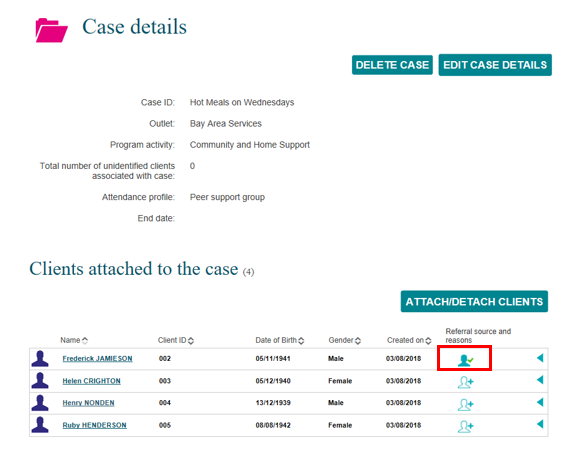 Case details
DELETE CASE EDIT CASE DETAILS
Case ID: Hot Meals on Wednesdays
Outlet: Bay Area Services
Program activity: Community and Home Support
Total number of unidentified clients 0
associated with case:
Attendance profile: Peer support group
End date:
Clients attached to the case (4)
ATTACH/DETACH CLIENTS
Referral source and
Name Client ID Date of Birth Gender Created on reasons
Frederick JAMIESON 002 05/11/1941 Male 03/08/2018
Helen CRIGHTON 003 05/12/1940 Female 03/08/2018
Henry NONDEN 004 13/12/1939 Male 03/08/2018
Ruby HENDERSON 005 08/08/1942 Female 03/08/2018